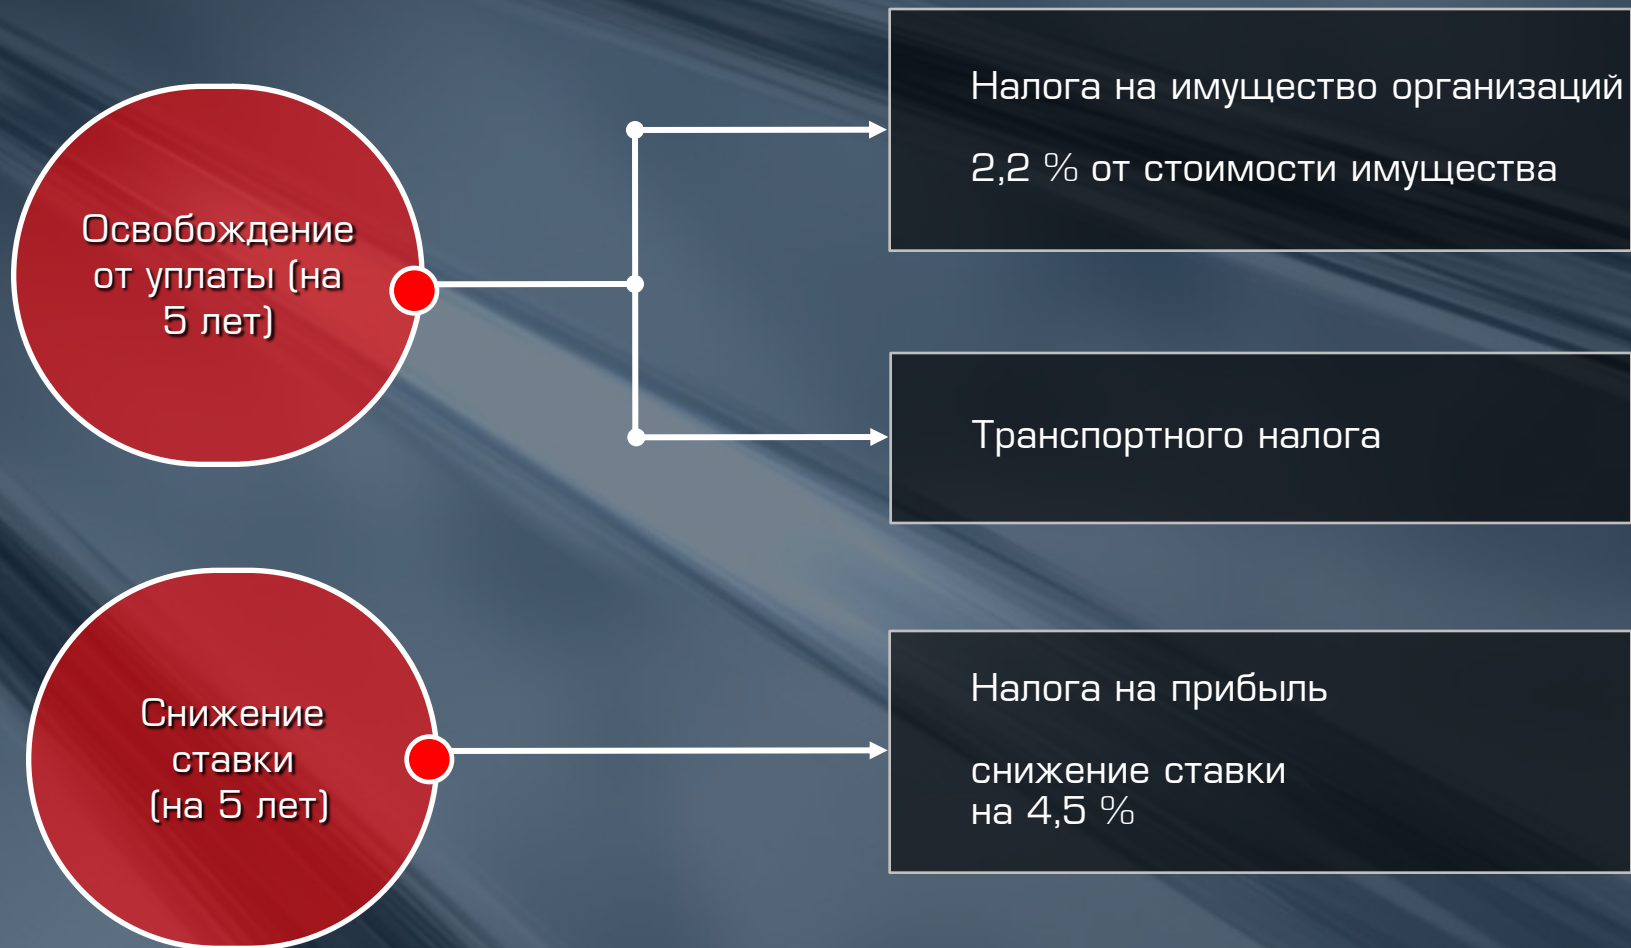 Освобождение
от уплаты (на
5 лет)
Налога на имущество организаций
2,2 % от стоимости имущества
Транспортного налога
Снижение
ставки
(на 5 лет)
Налога на прибыль
снижение ставки
на 4,5 %